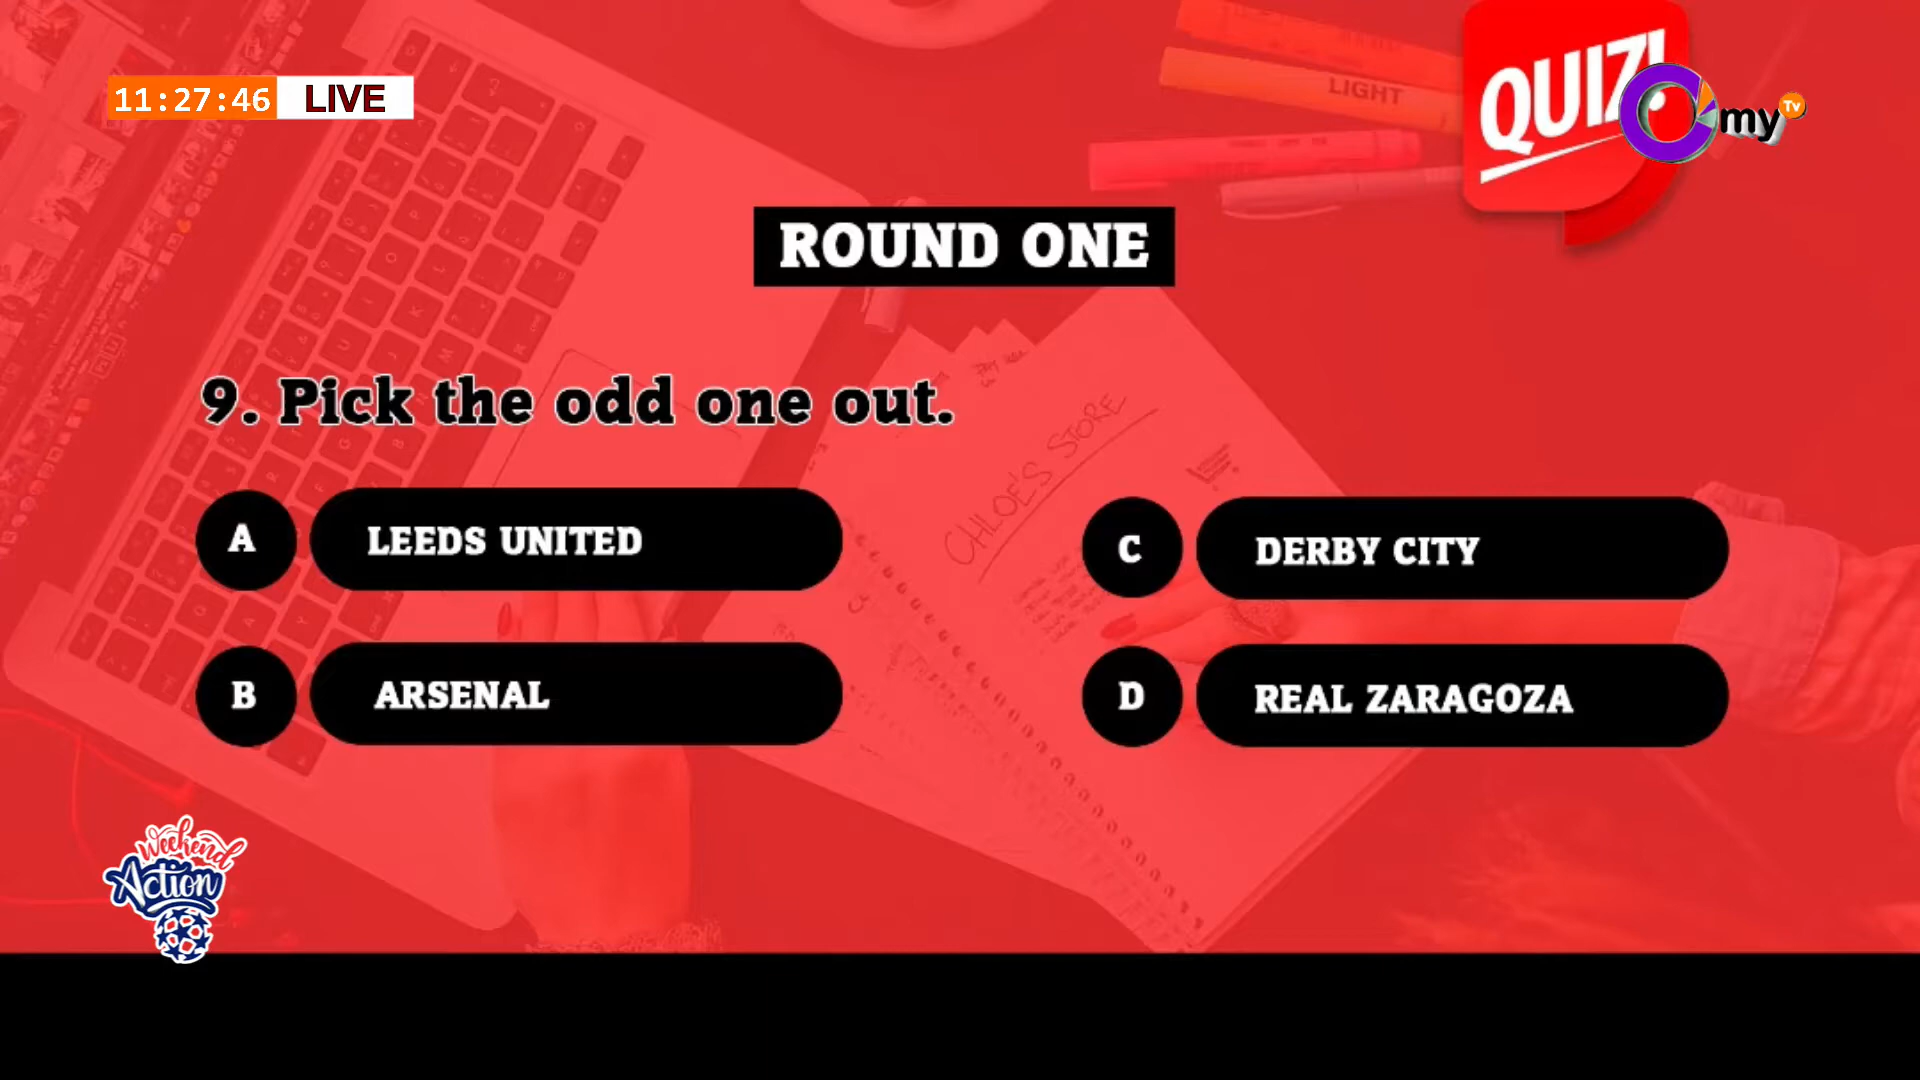 11:27:46 LIVE
LIGHT
QUIZ!
my Tv
ROUND ONE
9. Pick the odd one out.
CHLOE'S STORE
A LEEDS UNITED
C DERBY CITY
B ARSENAL
D REAL ZARAGOZA
Weekend
Action